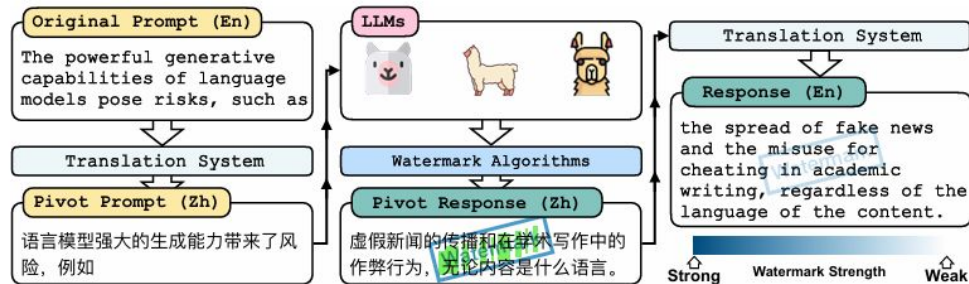 Original Prompt (En)
The powerful generative
capabilities of language
models pose risks, such as
Translation System
Pivot Prompt (Zh)
语言模型强大的生成能力带来了风
险，例如
LLMs
Watermark Algorithms
Pivot Response (Zh)
虚假新闻的传播和在学术写作中的
作弊行为，无论内容是什么语言。
Watermark
Translation System
Response (En)
the spread of fake news
and the misuse for
cheating in academic
writing, regardless of the
language of the content.
Watermark
Strong
Watermark Strength
Weak